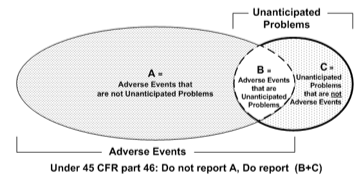 Unanticipated
Problems
A =
Adverse Events that
are not Unanticipated Problems
B =
Adverse Events
that are
Unanticipated
Problems
C =
Unanticipated
Problems
that are not
Adverse Events
Adverse Events
Under 45 CFR part 46: Do not report A, Do report (B+C)